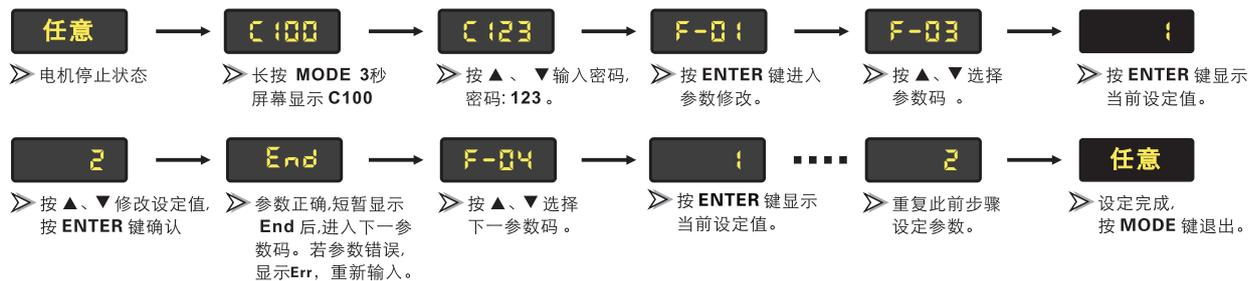 任意
C100
C123
F-01
F-03
1
电机停止状态
长按 MODE 3秒
屏幕显示 C100
按 ▲、▼输入密码,
密码: 123 。
按 ENTER 键进入
参数修改。
按 ▲、▼ 选择
参数码 。
按 ENTER 键显示
当前设定值。
2
End
F-04
1
2
任意
按 ▲、▼ 修改设定值,
按 ENTER 键确认
参数正确,短暂显示
End 后,进入下一参
数码。若参数错误,
显示Err，重新输入。
按 ▲、▼ 选择
下一参数码 。
按 ENTER 键显示
当前设定值。
重复此前步骤
设定参数。
设定完成,
按 MODE 键退出。